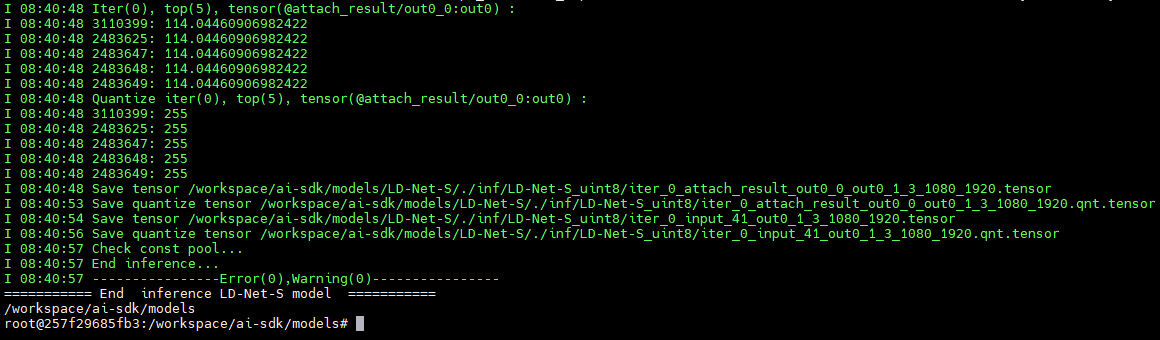 I 08:40:48 Iter(0), top(5), tensor(@attach_result/out0_0:out0) :
I 08:40:48 3110399: 114.04460906982422
I 08:40:48 2483625: 114.04460906982422
I 08:40:48 2483647: 114.04460906982422
I 08:40:48 2483648: 114.04460906982422
I 08:40:48 2483649: 114.04460906982422
I 08:40:48 Quantize iter(0), top(5), tensor(@attach_result/out0_0:out0) :
I 08:40:48 3110399: 255
I 08:40:48 2483625: 255
I 08:40:48 2483647: 255
I 08:40:48 2483648: 255
I 08:40:48 2483649: 255
I 08:40:48 Save tensor /workspace/ai-sdk/models/LD-Net-S/./inf/LD-Net-S_uint8/iter_0_attach_result_out0_0_out0_1_3_1080_1920.tensor
I 08:40:53 Save quantize tensor /workspace/ai-sdk/models/LD-Net-S/./inf/LD-Net-S_uint8/iter_0_attach_result_out0_0_out0_1_3_1080_1920.qnt.tensor
I 08:40:54 Save tensor /workspace/ai-sdk/models/LD-Net-S/./inf/LD-Net-S_uint8/iter_0_input_41_out0_1_3_1080_1920.tensor
I 08:40:56 Save quantize tensor /workspace/ai-sdk/models/LD-Net-S/./inf/LD-Net-S_uint8/iter_0_input_41_out0_1_3_1080_1920.qnt.tensor
I 08:40:57 Check const pool...
I 08:40:57 End inference...
I 08:40:57 ----------------Error(0),Warning(0)----------------
=========== End  inference LD-Net-S model  ===========
/workspace/ai-sdk/models
root@257f29685fb3:/workspace/ai-sdk/models#